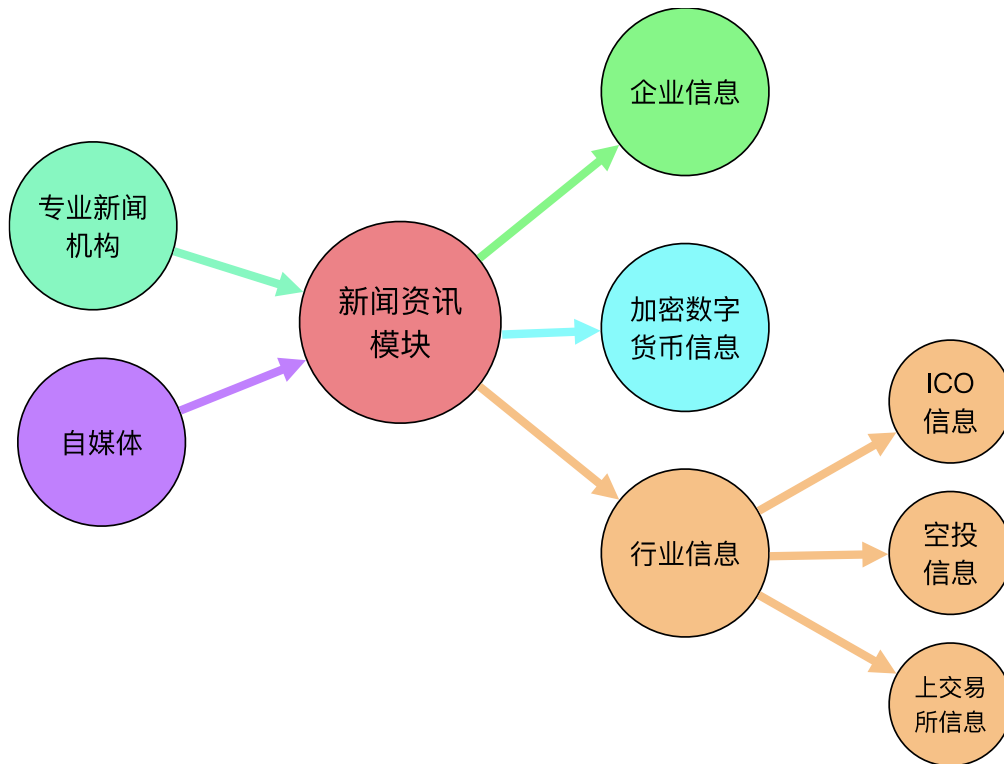 企业信息
专业新闻
机构
新闻资讯
模块
加密数字
货币信息
自媒体
行业信息
ICO
信息
空投
信息
上交易
所信息